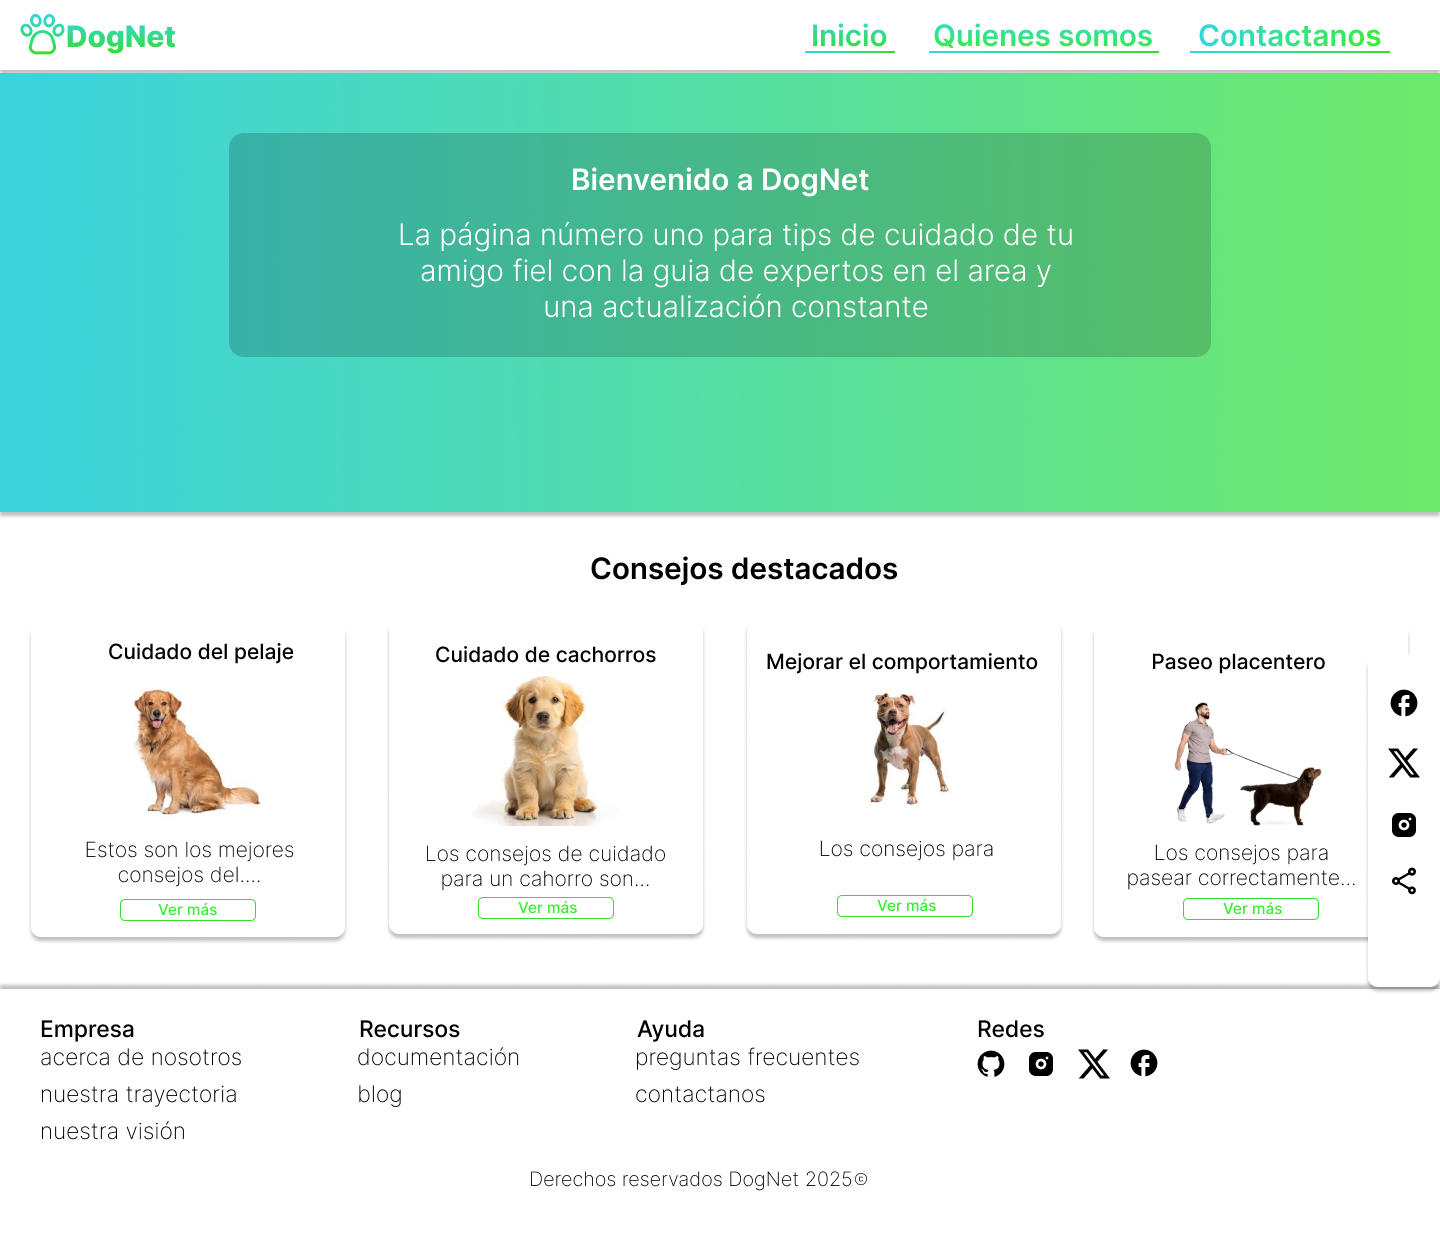 DogNet
Inicio
Quienes somos
Contactanos
Bienvenido a DogNet
La página número uno para tips de cuidado de tu
amigo fiel con la guia de expertos en el area y
una actualización constante
Consejos destacados
Cuidado del pelaje
Estos son los mejores
consejos del....
Ver más
Cuidado de cachorros
Los consejos de cuidado
para un cahorro son...
Ver más
Mejorar el comportamiento
Los consejos para
Ver más
Paseo placentero
Los consejos para
pasear correctamente...
Ver más
Empresa
acerca de nosotros
nuestra trayectoria
nuestra visión
Recursos
documentación
blog
Ayuda
preguntas frecuentes
contactanos
Redes
Derechos reservados DogNet 2025©